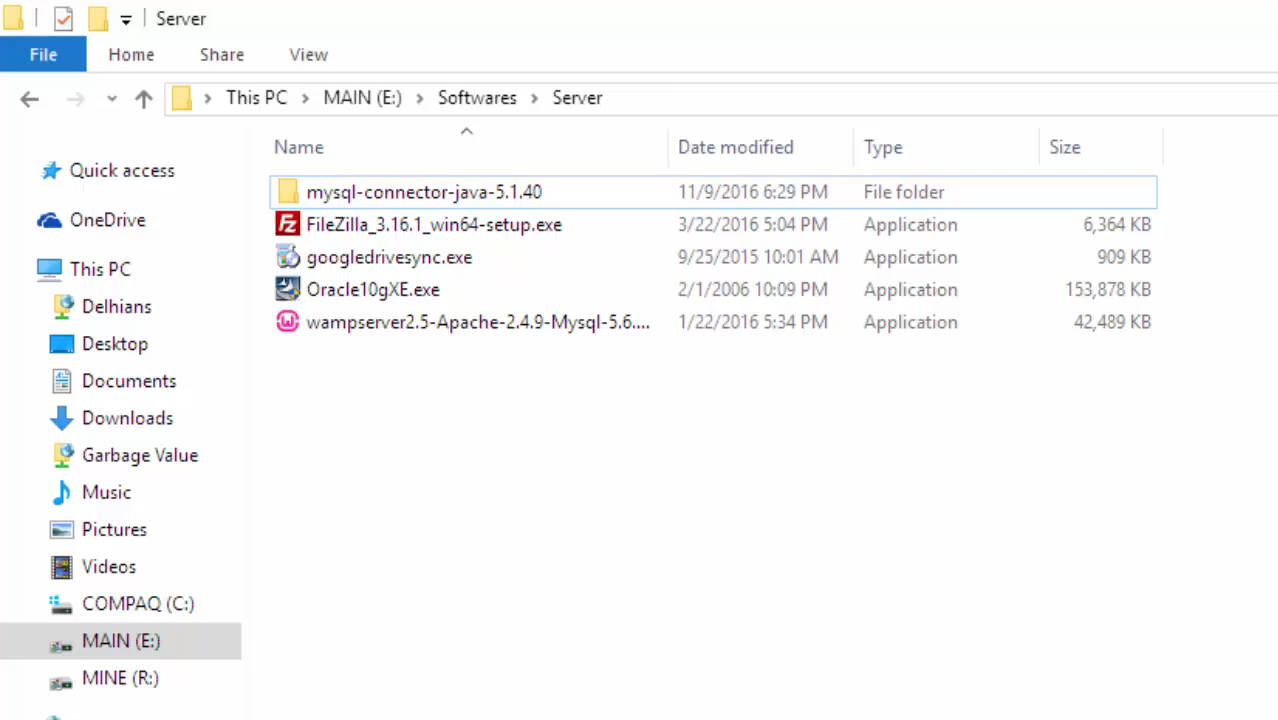 Server
File Home Share View
This PC MAIN (E:) Softwares Server
Name Date modified Type Size
Quick access
OneDrive
This PC
Delhians
Desktop
Documents
Downloads
Garbage Value
Music
Pictures
Videos
COMPAQ (C:)
MAIN (E:)
MINE (R:)
mysql-connector-java-5.1.40 11/9/2016 6:29 PM File folder
FileZilla_3.16.1_win64-setup.exe 3/22/2016 5:04 PM Application 6,364 KB
googledrivesync.exe 9/25/2015 10:01 AM Application 909 KB
Oracle10gXE.exe 2/1/2006 10:09 PM Application 153,878 KB
wampserver2.5-Apache-2.4.9-Mysql-5.6.... 1/22/2016 5:34 PM Application 42,489 KB